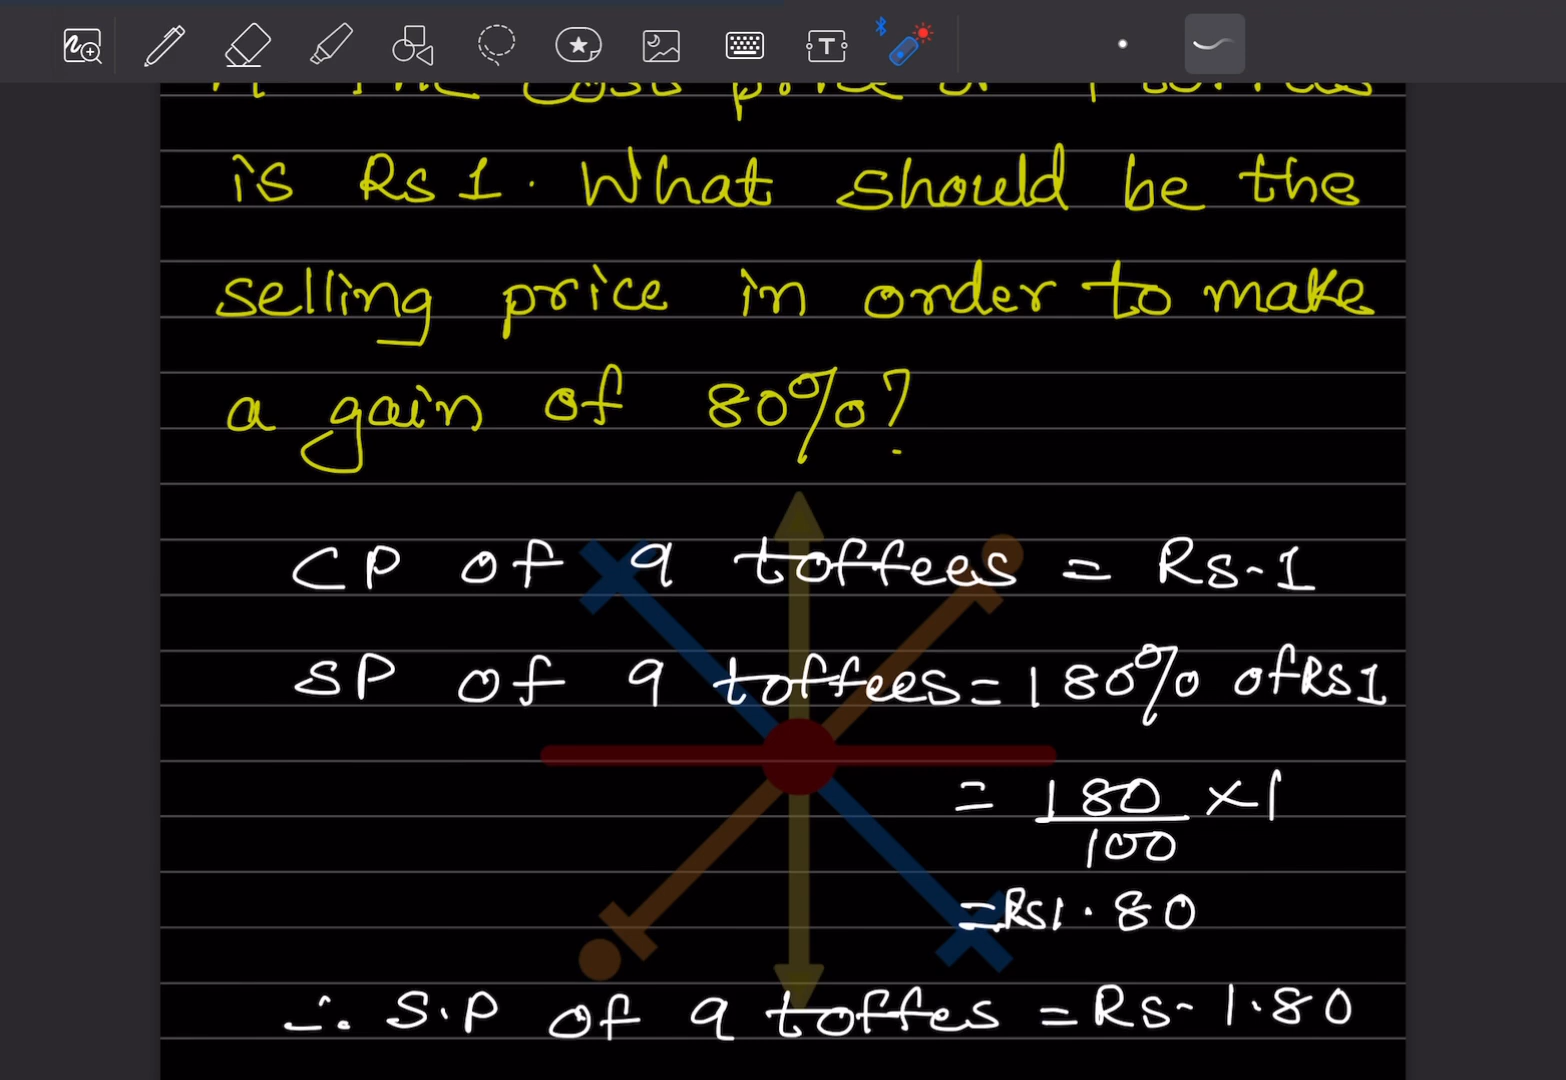 is Rs 1. What should be the
selling price in order to make
a gain of 80%?
CP of 9 toffees = Rs-1
SP of 9 toffees = 180% of Rs 1
= 180/100 × 1
= Rs 1.80
∴ S.P of 9 toffes = Rs- 1.80